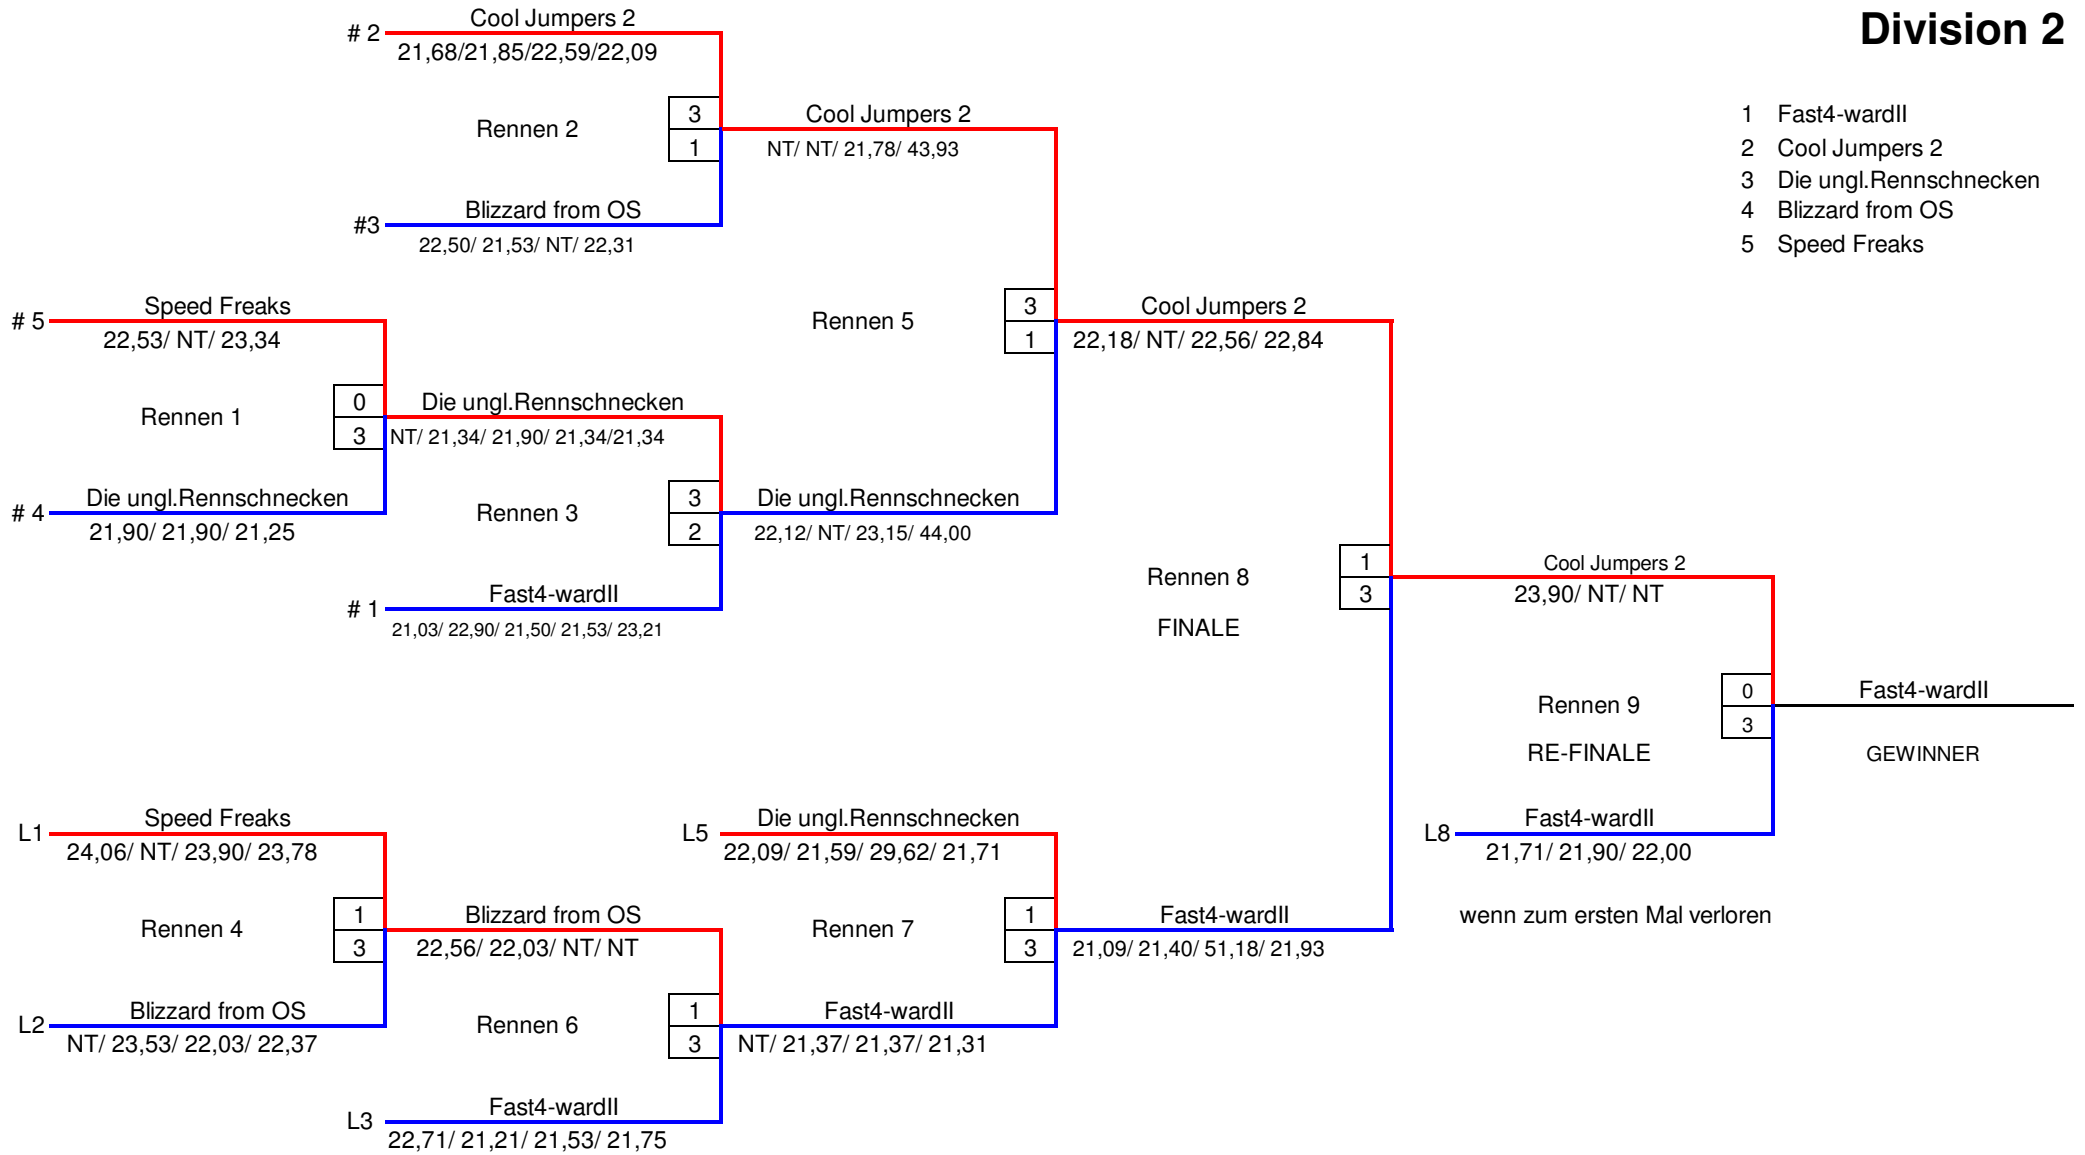 Division 2
1 Fast4-wardII
2 Cool Jumpers 2
3 Die ungl.Rennschnecken
4 Blizzard from OS
5 Speed Freaks
# 2
Cool Jumpers 2
21,68/21,85/22,59/22,09
Rennen 2
3
1
#3
Blizzard from OS
22,50/ 21,53/ NT/ 22,31
Cool Jumpers 2
NT/ NT/ 21,78/ 43,93
# 5
Speed Freaks
22,53/ NT/ 23,34
Rennen 1
0
3
# 4
Die ungl.Rennschnecken
21,90/ 21,90/ 21,25
Die ungl.Rennschnecken
NT/ 21,34/ 21,90/ 21,34/21,34
Rennen 3
3
2
# 1
Fast4-wardII
21,03/ 22,90/ 21,50/ 21,53/ 23,21
Rennen 5
3
1
Die ungl.Rennschnecken
22,12/ NT/ 23,15/ 44,00
Cool Jumpers 2
22,18/ NT/ 22,56/ 22,84
Rennen 8
FINALE
1
3
Cool Jumpers 2
23,90/ NT/ NT
Rennen 9
RE-FINALE
0
3
Fast4-wardII
GEWINNER
L8
Fast4-wardII
21,71/ 21,90/ 22,00
wenn zum ersten Mal verloren
L1
Speed Freaks
24,06/ NT/ 23,90/ 23,78
Rennen 4
1
3
L2
Blizzard from OS
NT/ 23,53/ 22,03/ 22,37
Blizzard from OS
22,56/ 22,03/ NT/ NT
Rennen 6
1
3
L3
Fast4-wardII
22,71/ 21,21/ 21,53/ 21,75
L5
Die ungl.Rennschnecken
22,09/ 21,59/ 29,62/ 21,71
Rennen 7
1
3
Fast4-wardII
NT/ 21,37/ 21,37/ 21,31
Fast4-wardII
21,09/ 21,40/ 51,18/ 21,93